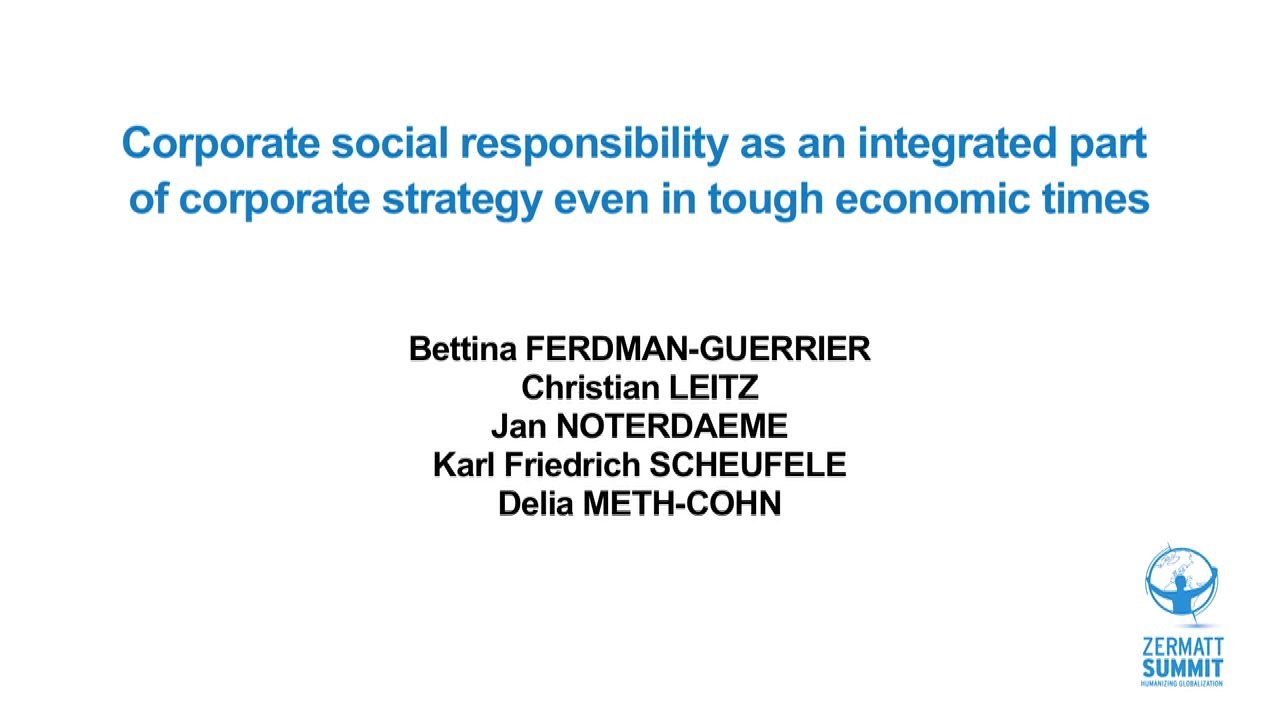 Corporate social responsibility as an integrated part
of corporate strategy even in tough economic times
Bettina FERDMAN-GUERRIER
Christian LEITZ
Jan NOTERDAEME
Karl Friedrich SCHEUFELE
Delia METH-COHN
ZERMATT
SUMMIT
HUMANIZING GLOBALIZATION